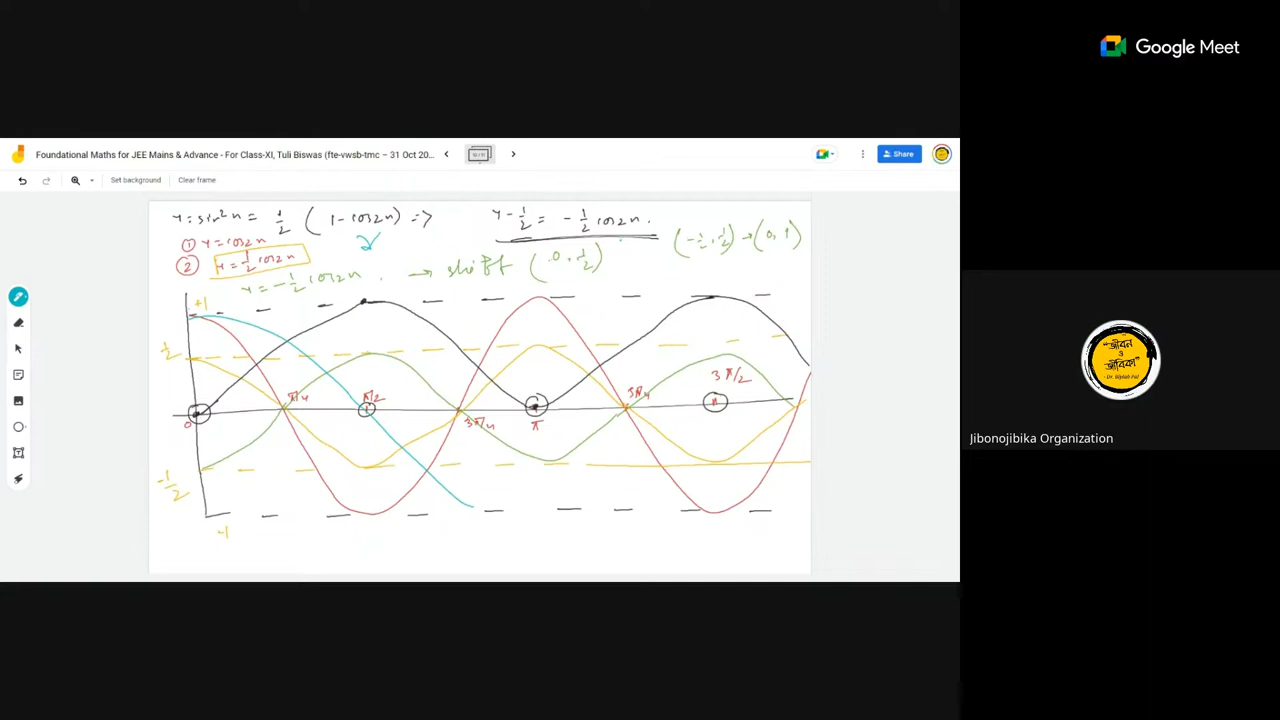 Google Meet
Foundational Maths for JEE Mains & Advance - For Class-XI, Tuli Biswas (fte-vwsb-tmc – 31 Oct 20...
Share
Set background
Clear frame
y = sin²x = 1/2 (1 - cos2x) => y - 1/2 = - 1/2 cos2x.
① y = cos2x
(-1/2, 1/2) → (0, 1)
② y = 1/2 cos2x
y = - 1/2 cos2x. → shift (0, 1/2)
+1
1/2
π/4
π/2
3π/2
0
3π/4
π
5π/4
-1/2
-1
"জীবন
ও
জীবিকা"
Jibonojibika Organization